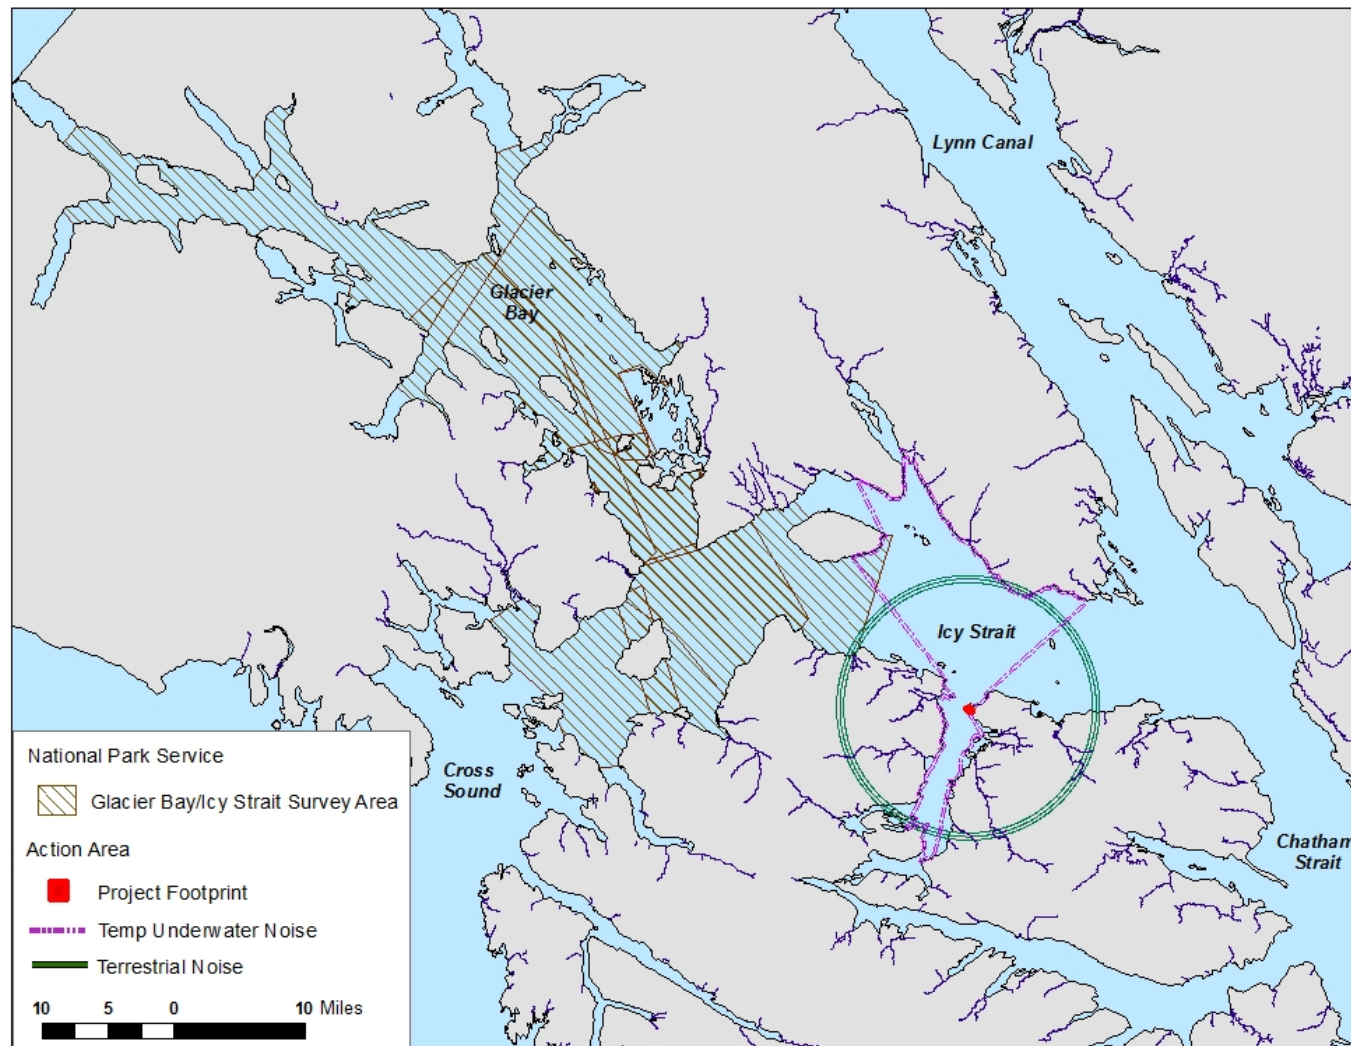 Lynn Canal
Glacier
Bay
Icy Strait
Cross
Sound
Chatham
Strait
National Park Service
Glacier Bay/Icy Strait Survey Area
Action Area
Project Footprint
Temp Underwater Noise
Terrestrial Noise
10 5 0 10 Miles